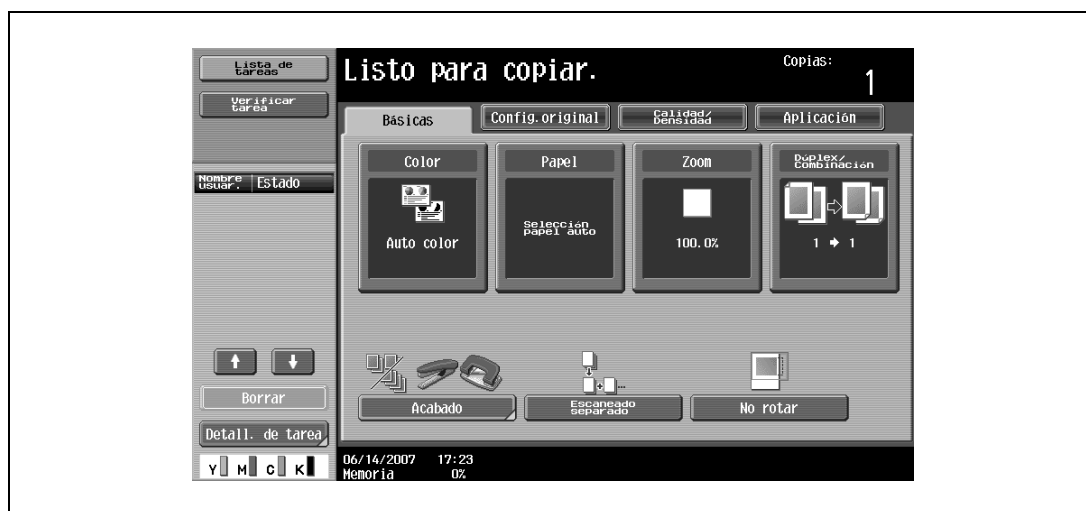 Lista de
tareas
Verificar
tarea
Nombre
usuar.
Estado
Borrar
Detall. de tarea
Y M C K
Listo para copiar.
Copias:
1
Básicas
Config.original
Calidad/
Densidad
Aplicación
Color
Auto color
Papel
Selección
papel auto
Zoom
100.0%
Dúplex/
Combinación
1 → 1
Acabado
Escaneado
separado
No rotar
06/14/2007 17:23
Memoria 0%